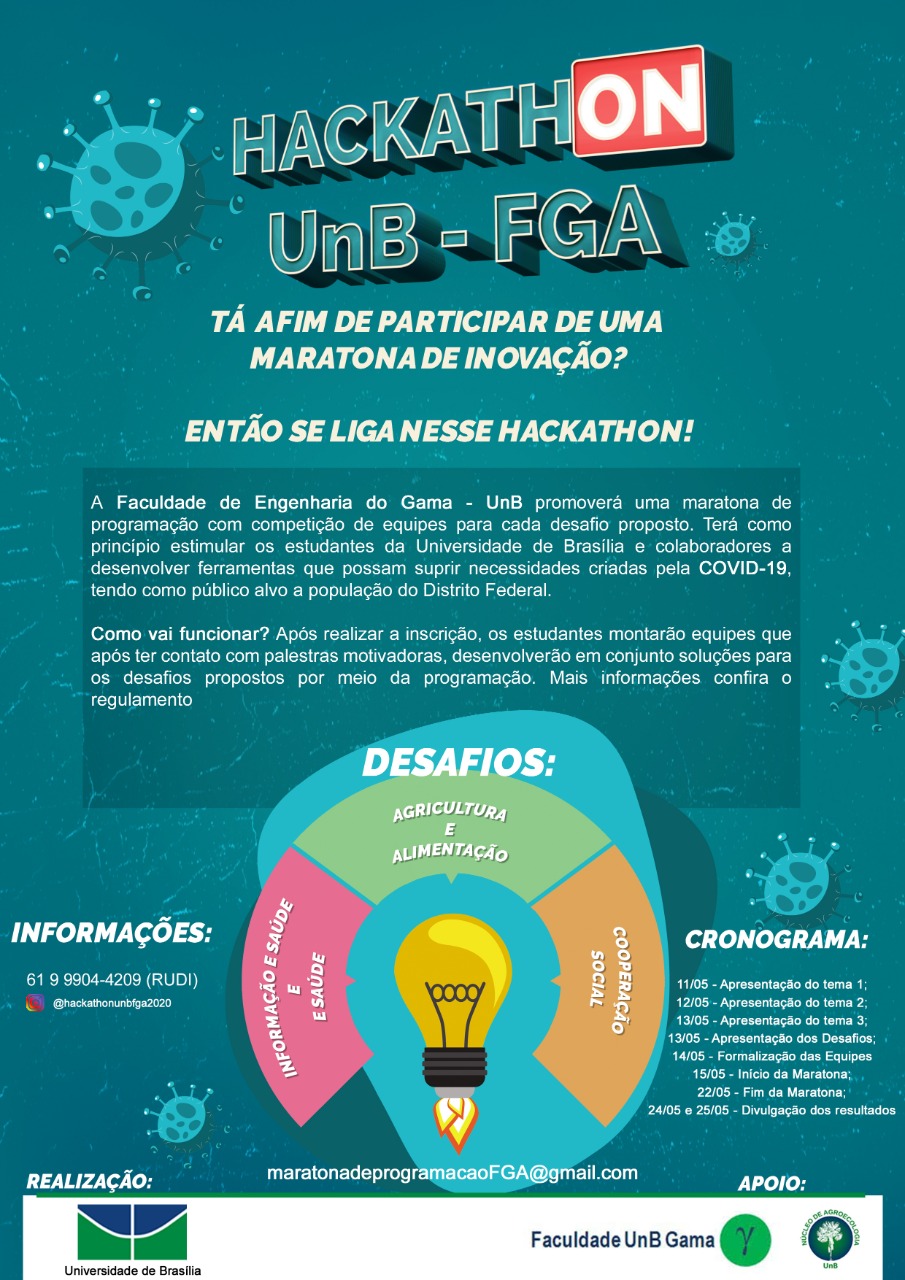 HACKATHON
UnB - FGA
TÁ AFIM DE PARTICIPAR DE UMA
MARATONA DE INOVAÇÃO?
ENTÃO SE LIGA NESSE HACKATHON!
A Faculdade de Engenharia do Gama - UnB promoverá uma maratona de
programação com competição de equipes para cada desafio proposto. Terá como
princípio estimular os estudantes da Universidade de Brasília e colaboradores a
desenvolver ferramentas que possam suprir necessidades criadas pela COVID-19,
tendo como público alvo a população do Distrito Federal.
Como vai funcionar? Após realizar a inscrição, os estudantes montarão equipes que
após ter contato com palestras motivadoras, desenvolverão em conjunto soluções para
os desafios propostos por meio da programação. Mais informações confira o
regulamento
DESAFIOS:
AGRICULTURA
E
ALIMENTAÇÃO
INFORMAÇÃO E SAÚDE
E
E SAÚDE
COOPERAÇÃO
SOCIAL
INFORMAÇÕES:
61 9 9904-4209 (RUDI)
@hackathonunbfga2020
CRONOGRAMA:
11/05 - Apresentação do tema 1;
12/05 - Apresentação do tema 2;
13/05 - Apresentação do tema 3;
13/05 - Apresentação dos Desafios;
14/05 - Formalização das Equipes
15/05 - Início da Maratona;
22/05 - Fim da Maratona;
24/05 e 25/05 - Divulgação dos resultados
maratonadeprogramacaoFGA@gmail.com
REALIZAÇÃO:
Universidade de Brasília
APOIO:
Faculdade UnB Gama
γ
NÚCLEO DE AGROECOLOGIA
UnB